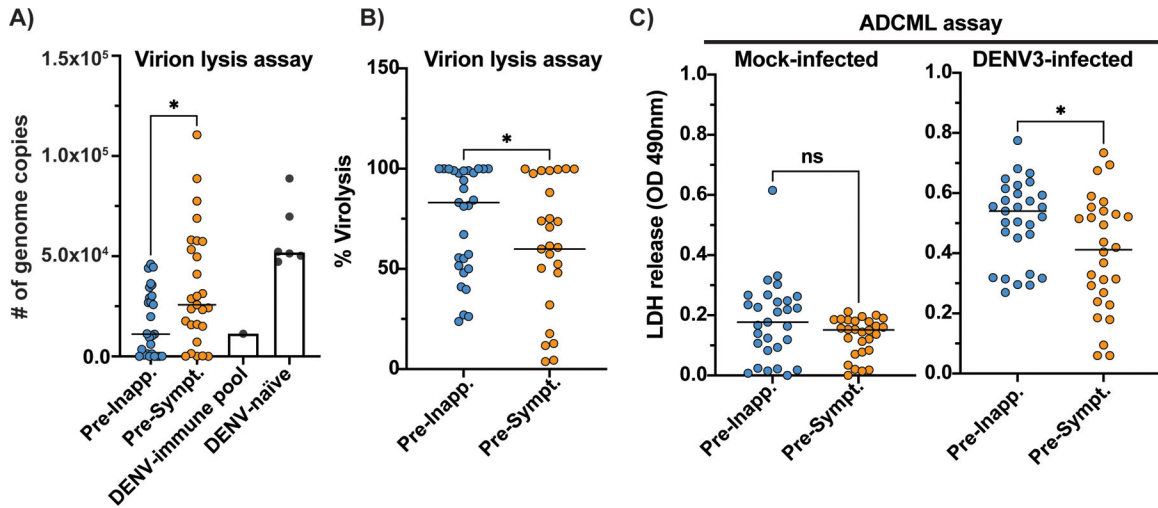 A)
Virion lysis assay
# of genome copies
1.5x10⁵
1.0x10⁵
5.0x10⁴
0.0
*
Pre-Inapp.
Pre-Sympt.
DENV-immune pool
DENV-naïve
B)
Virion lysis assay
% Virolysis
150
100
50
0
*
Pre-Inapp.
Pre-Sympt.
C)
ADCML assay
Mock-infected
LDH release (OD 490nm)
1.0
0.8
0.6
0.4
0.2
0.0
ns
Pre-Inapp.
Pre-Sympt.
DENV3-infected
1.0
0.8
0.6
0.4
0.2
0.0
*
Pre-Inapp.
Pre-Sympt.